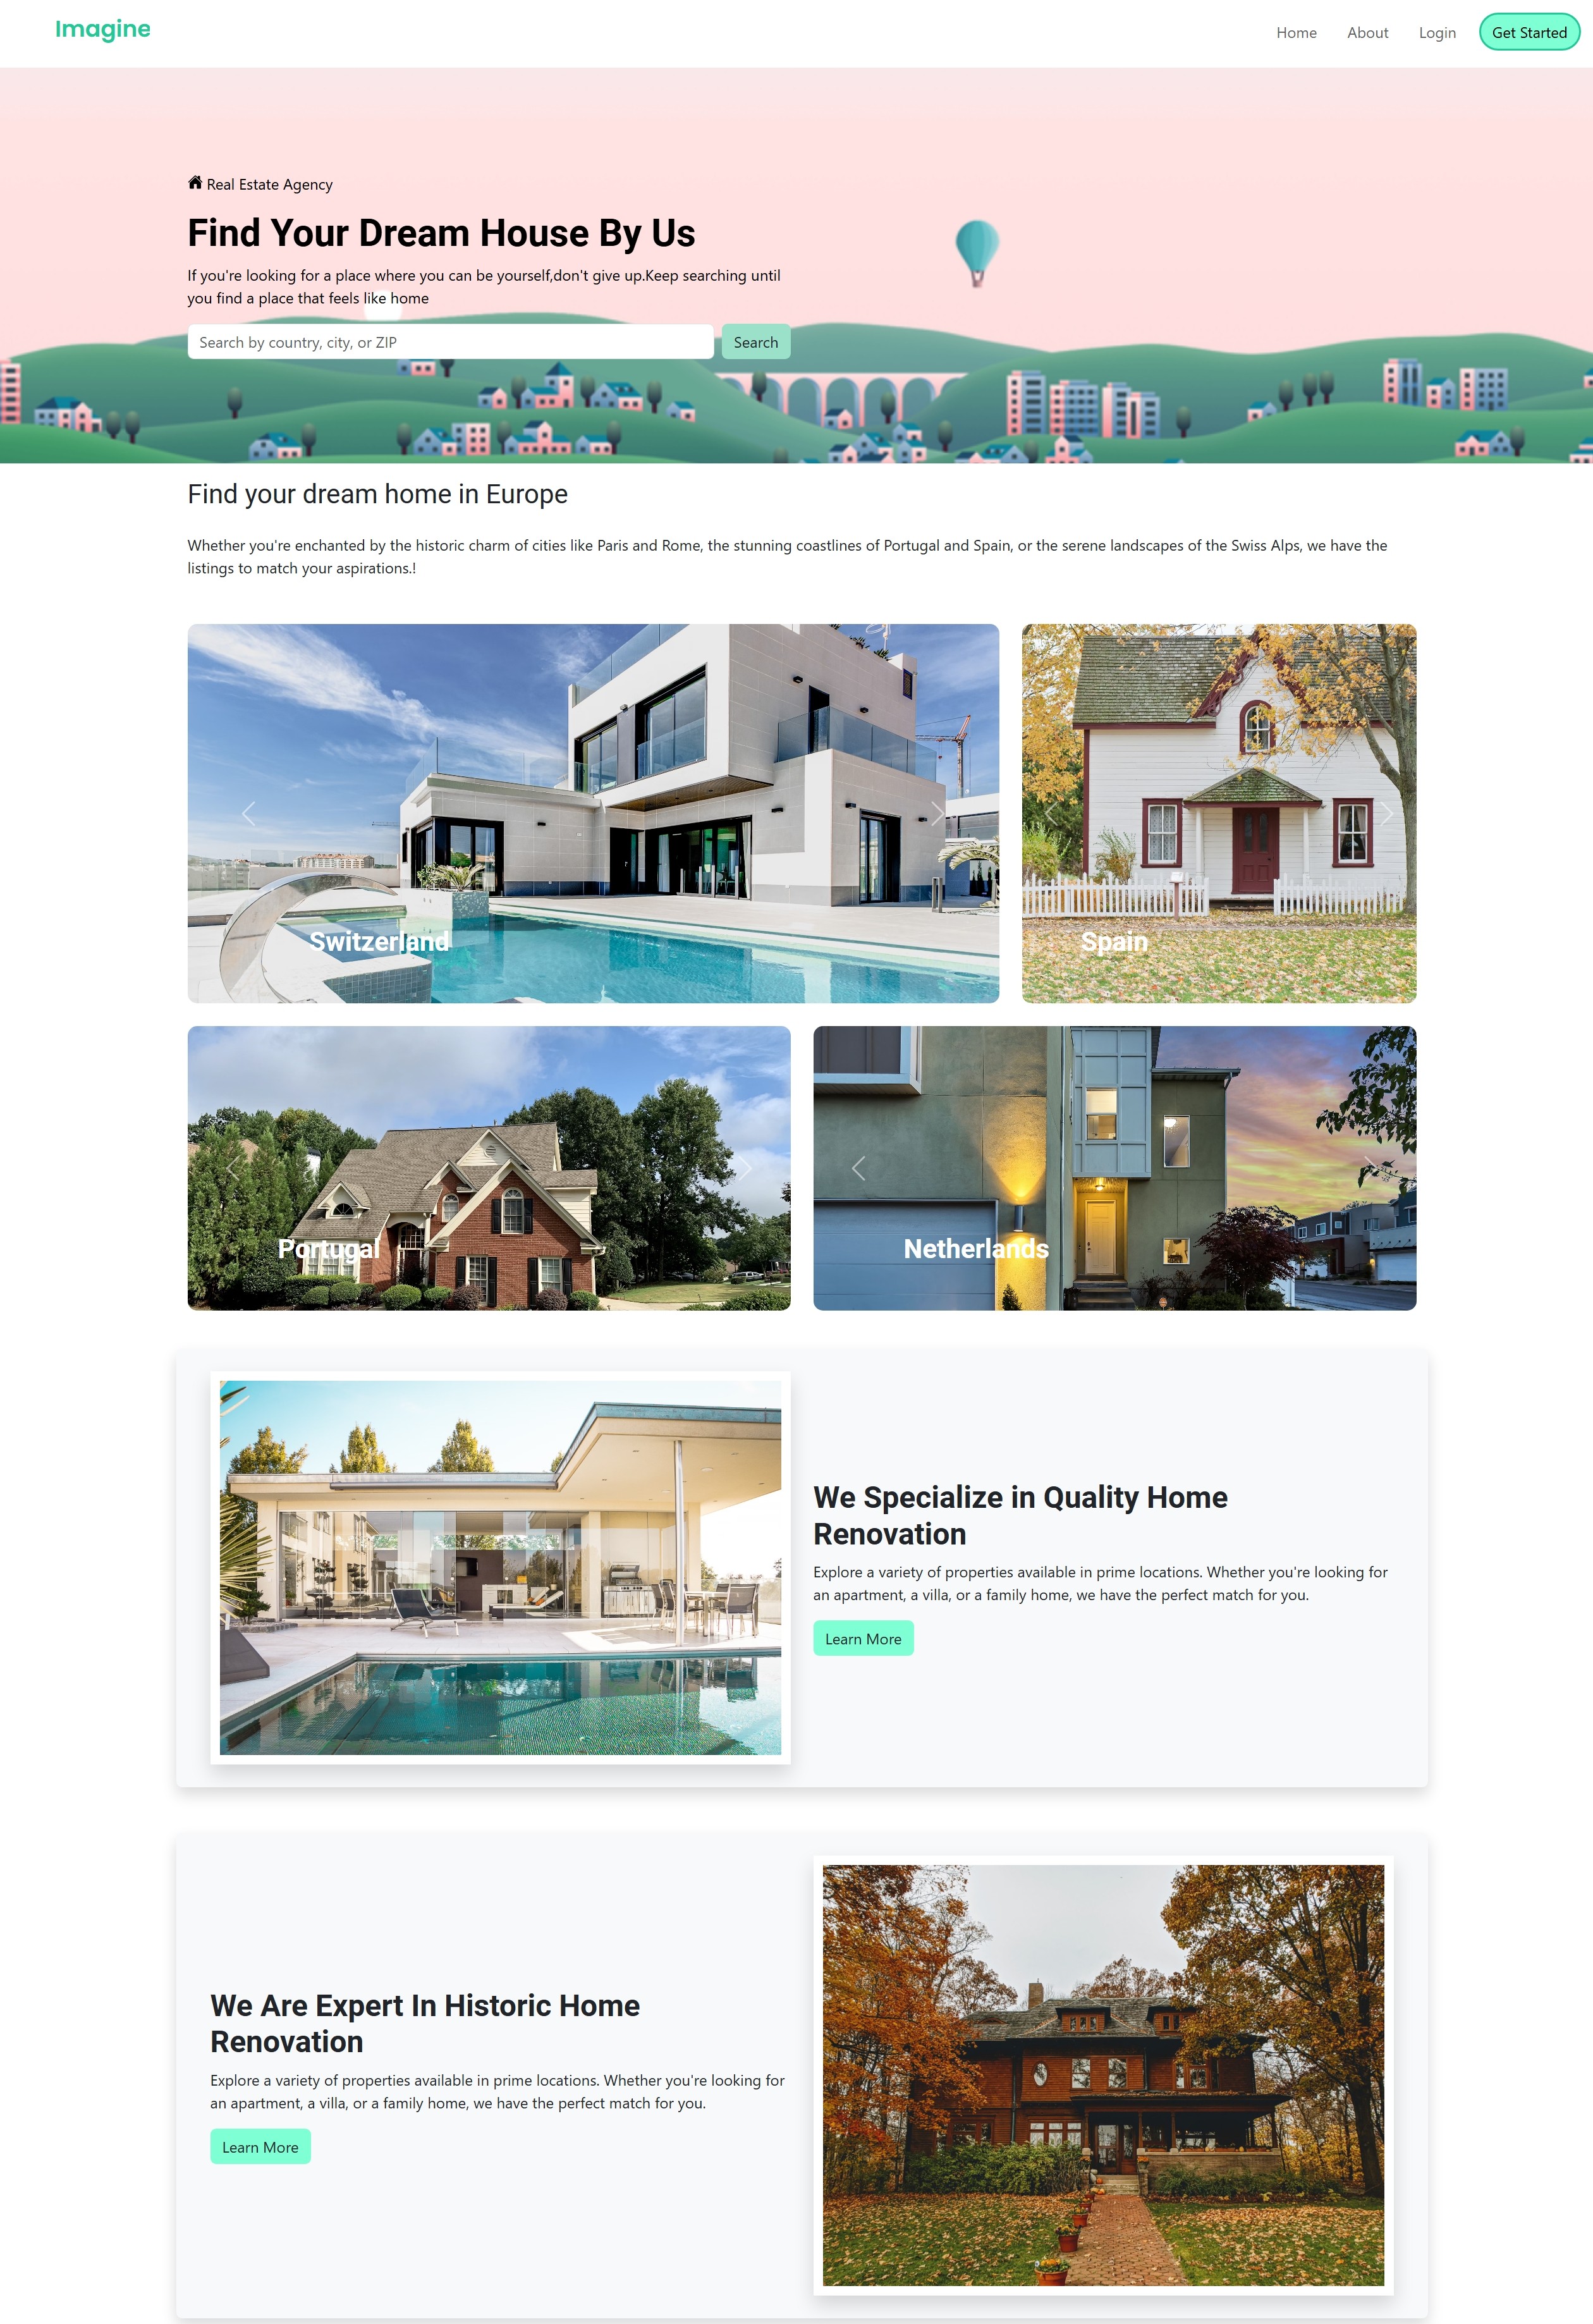 Imagine
Home About Login Get Started
Real Estate Agency
Find Your Dream House By Us
If you're looking for a place where you can be yourself,don't give up.Keep searching until
you find a place that feels like home
Search by country, city, or ZIP Search
Find your dream home in Europe
Whether you're enchanted by the historic charm of cities like Paris and Rome, the stunning coastlines of Portugal and Spain, or the serene landscapes of the Swiss Alps, we have the
listings to match your aspirations.!
Switzerland
Spain
Portugal
Netherlands
We Specialize in Quality Home
Renovation
Explore a variety of properties available in prime locations. Whether you're looking for
an apartment, a villa, or a family home, we have the perfect match for you.
Learn More
We Are Expert In Historic Home
Renovation
Explore a variety of properties available in prime locations. Whether you're looking for
an apartment, a villa, or a family home, we have the perfect match for you.
Learn More